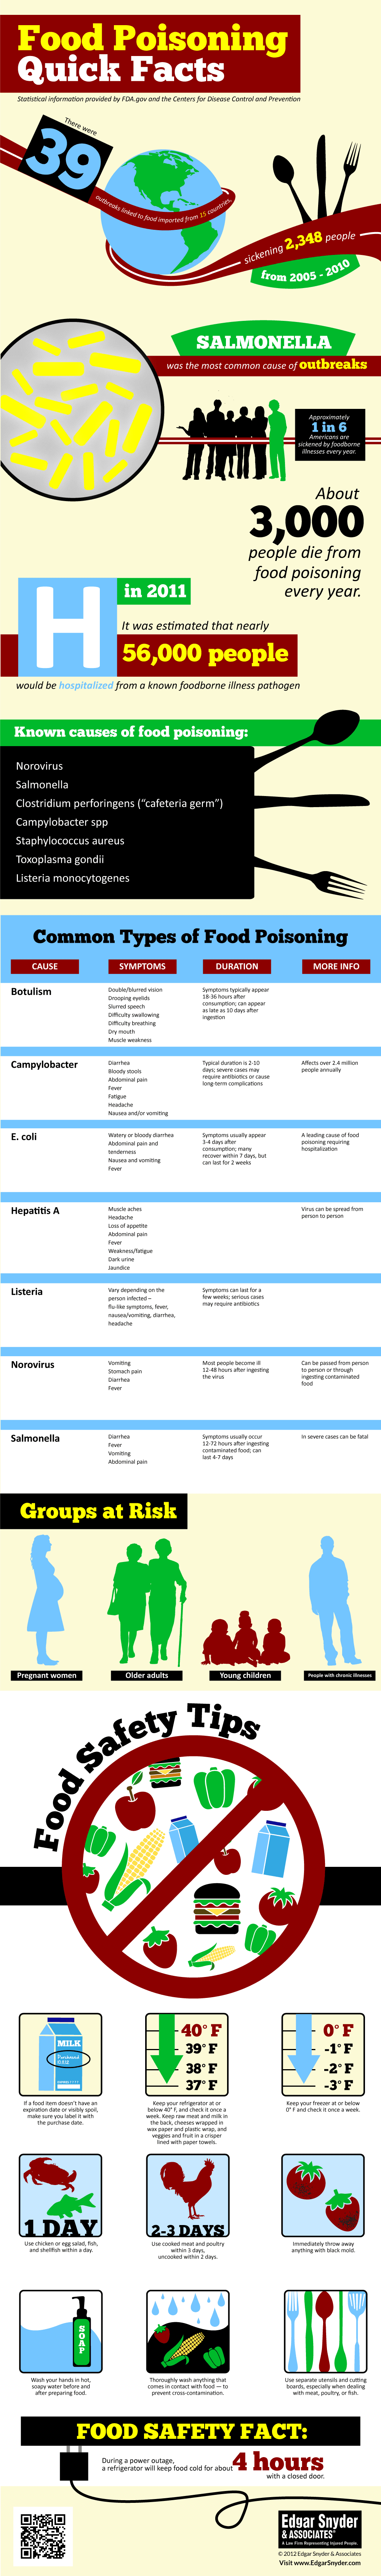 Food Poisoning
Quick Facts
Statistical information provided by FDA.gov and the Centers for Disease Control and Prevention
There were
39
outbreaks linked to food imported from 15 countries,
sickening 2,348 people
from 2005 - 2010
SALMONELLA
was the most common cause of outbreaks
Approximately
1 in 6
Americans are
sickened by foodborne
illnesses every year.
About
3,000
people die from
food poisoning
every year.
H
in 2011
It was estimated that nearly
56,000 people
would be hospitalized from a known foodborne illness pathogen
Known causes of food poisoning:
Norovirus
Salmonella
Clostridium perforingens (“cafeteria germ”)
Campylobacter spp
Staphylococcus aureus
Toxoplasma gondii
Listeria monocytogenes
Common Types of Food Poisoning
CAUSE SYMPTOMS DURATION MORE INFO
Botulism
Double/blurred vision
Drooping eyelids
Slurred speech
Difficulty swallowing
Difficulty breathing
Dry mouth
Muscle weakness
Symptoms typically appear
18-36 hours after
consumption; can appear
as late as 10 days after
ingestion
Campylobacter
Diarrhea
Bloody stools
Abdominal pain
Fever
Fatigue
Headache
Nausea and/or vomiting
Typical duration is 2-10
days; severe cases may
require antibiotics or cause
long-term complications
Affects over 2.4 million
people annually
E. coli
Watery or bloody diarrhea
Abdominal pain and
tenderness
Nausea and vomiting
Fever
Symptoms usually appear
3-4 days after
consumption; many
recover within 7 days, but
can last for 2 weeks
A leading cause of food
poisoning requiring
hospitalization
Hepatitis A
Muscle aches
Headache
Loss of appetite
Abdominal pain
Fever
Weakness/fatigue
Dark urine
Jaundice
Virus can be spread from
person to person
Listeria
Vary depending on the
person infected –
flu-like symptoms, fever,
nausea/vomiting, diarrhea,
headache
Symptoms can last for a
few weeks; serious cases
may require antibiotics
Norovirus
Vomiting
Stomach pain
Diarrhea
Fever
Most people become ill
12-48 hours after ingesting
the virus
Can be passed from person
to person or through
ingesting contaminated
food
Salmonella
Diarrhea
Fever
Vomiting
Abdominal pain
Symptoms usually occur
12-72 hours after ingesting
contaminated food; can
last 4-7 days
In severe cases can be fatal
Groups at Risk
Pregnant women
Older adults
Young children
People with chronic illnesses
Food Safety Tips
MILK
Purchased
If a food item doesn't have an
expiration date or visibly spoil,
make sure you label it with
the purchase date.
40° F
39° F
38° F
37° F
Keep your refrigerator at or
below 40° F, and check it once a
week. Keep raw meat and milk in
the back, cheeses wrapped in
wax paper and plastic wrap, and
veggies and fruit in a crisper
lined with paper towels.
0° F
-1° F
-2° F
-3° F
Keep your freezer at or below
0° F and check it once a week.
1 DAY
Use chicken or egg salad, fish,
and shellfish within a day.
2-3 DAYS
Use cooked meat and poultry
within 3 days,
uncooked within 2 days.
Immediately throw away
anything with black mold.
SOAP
Wash your hands in hot,
soapy water before and
after preparing food.
Thoroughly wash anything that
comes in contact with food — to
prevent cross-contamination.
Use separate utensils and cutting
boards, especially when dealing
with meat, poultry, or fish.
FOOD SAFETY FACT:
During a power outage,
a refrigerator will keep food cold for about 4 hours
with a closed door.
Edgar Snyder
& ASSOCIATES
A Law Firm Representing Injured People.
© 2012 Edgar Snyder & Associates
Visit www.EdgarSnyder.com